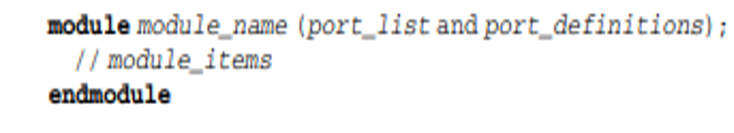 module module_name (port_list and port_definitions);
// module_items
endmodule